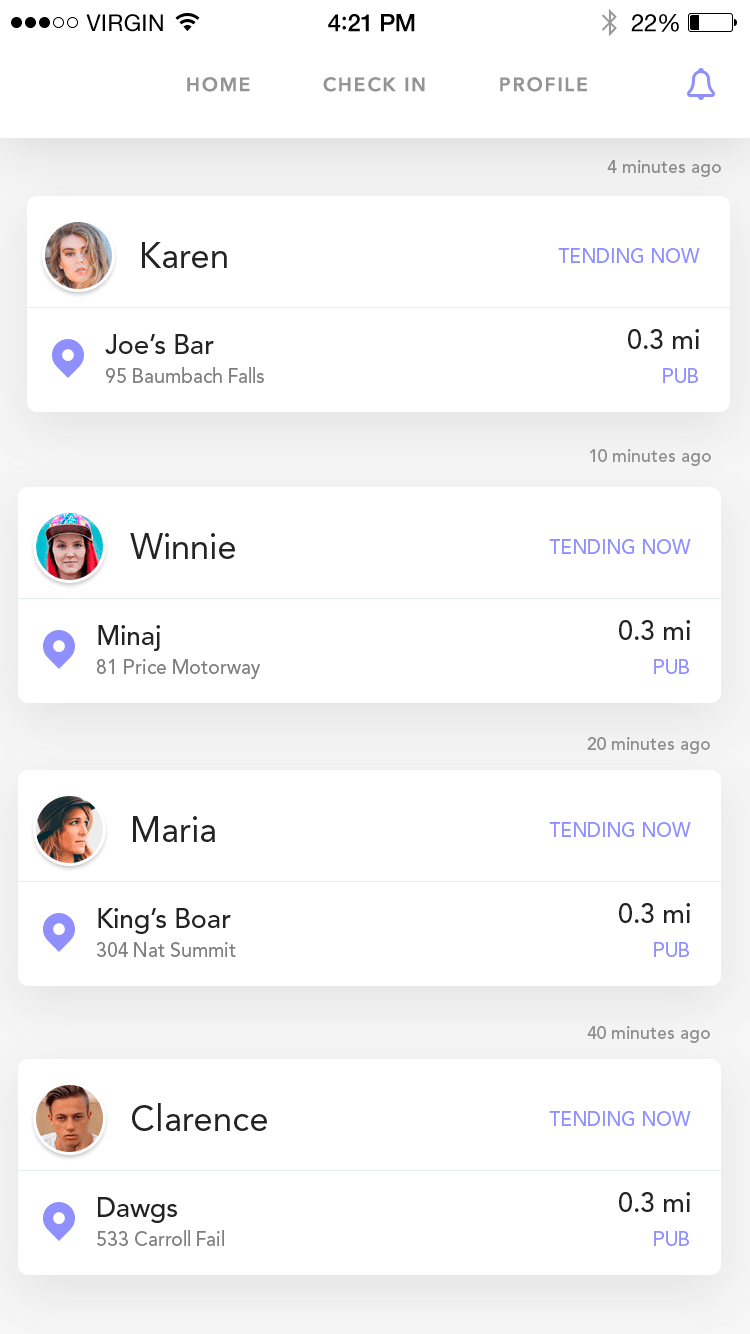 VIRGIN 4:21 PM 22%
HOME CHECK IN PROFILE
4 minutes ago
Karen TENDING NOW
Joe’s Bar 0.3 mi
95 Baumbach Falls PUB
10 minutes ago
Winnie TENDING NOW
Minaj 0.3 mi
81 Price Motorway PUB
20 minutes ago
Maria TENDING NOW
King’s Boar 0.3 mi
304 Nat Summit PUB
40 minutes ago
Clarence TENDING NOW
Dawgs 0.3 mi
533 Carroll Fail PUB